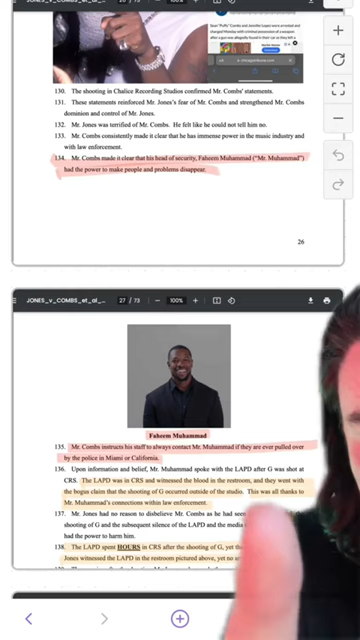 JONES_v_COMBS_et_al_...
26 / 73
100%
Sean "Puffy" Combs and Jennifer Lopez were arrested and
charged Monday with criminal possession of a weapon
after a gun was allegedly found in their car as they left a
130. The shooting in Chalice Recording Studios confirmed Mr. Combs' statements.
131. These statements reinforced Mr. Jones's fear of Mr. Combs and strengthened Mr. Combs
dominion and control of Mr. Jones.
132. Mr. Jones was terrified of Mr. Combs. He felt like he could not tell him no.
133. Mr. Combs consistently made it clear that he has immense power in the music industry and
with law enforcement.
134. Mr. Combs made it clear that his head of security, Faheem Muhammad ("Mr. Muhammad")
had the power to make people and problems disappear.
26
JONES_v_COMBS_et_al_...
27 / 73
100%
Faheem Muhammad
135. Mr. Combs instructs his staff to always contact Mr. Muhammad if they are ever pulled over
by the police in Miami or California.
136. Upon information and belief, Mr. Muhammad spoke with the LAPD after G was shot at
CRS. The LAPD was in CRS and witnessed the blood in the restroom, and they went with
the bogus claim that the shooting of G occurred outside of the studio. This was all thanks to
Mr. Muhammad's connections within law enforcement.
137. Mr. Jones had no reason to disbelieve Mr. Combs as he had seen
shooting of G and the subsequent silence of the LAPD and the media
had the power to harm him.
138. The LAPD spent HOURS in CRS after the shooting of G, yet the
Jones witnessed the LAPD in the restroom pictured above, yet no